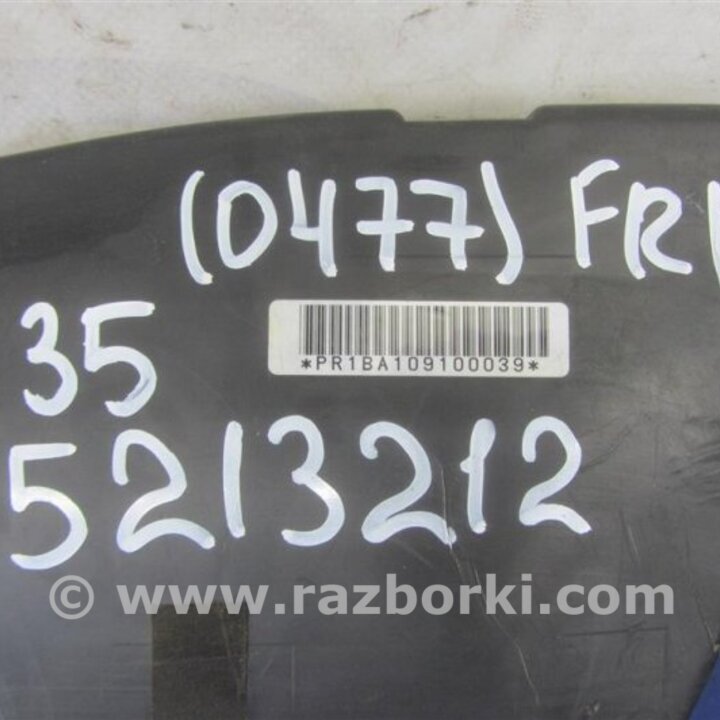 (0477) FR
35
*PR1BA109100039*
5213212
© www.razborki.com